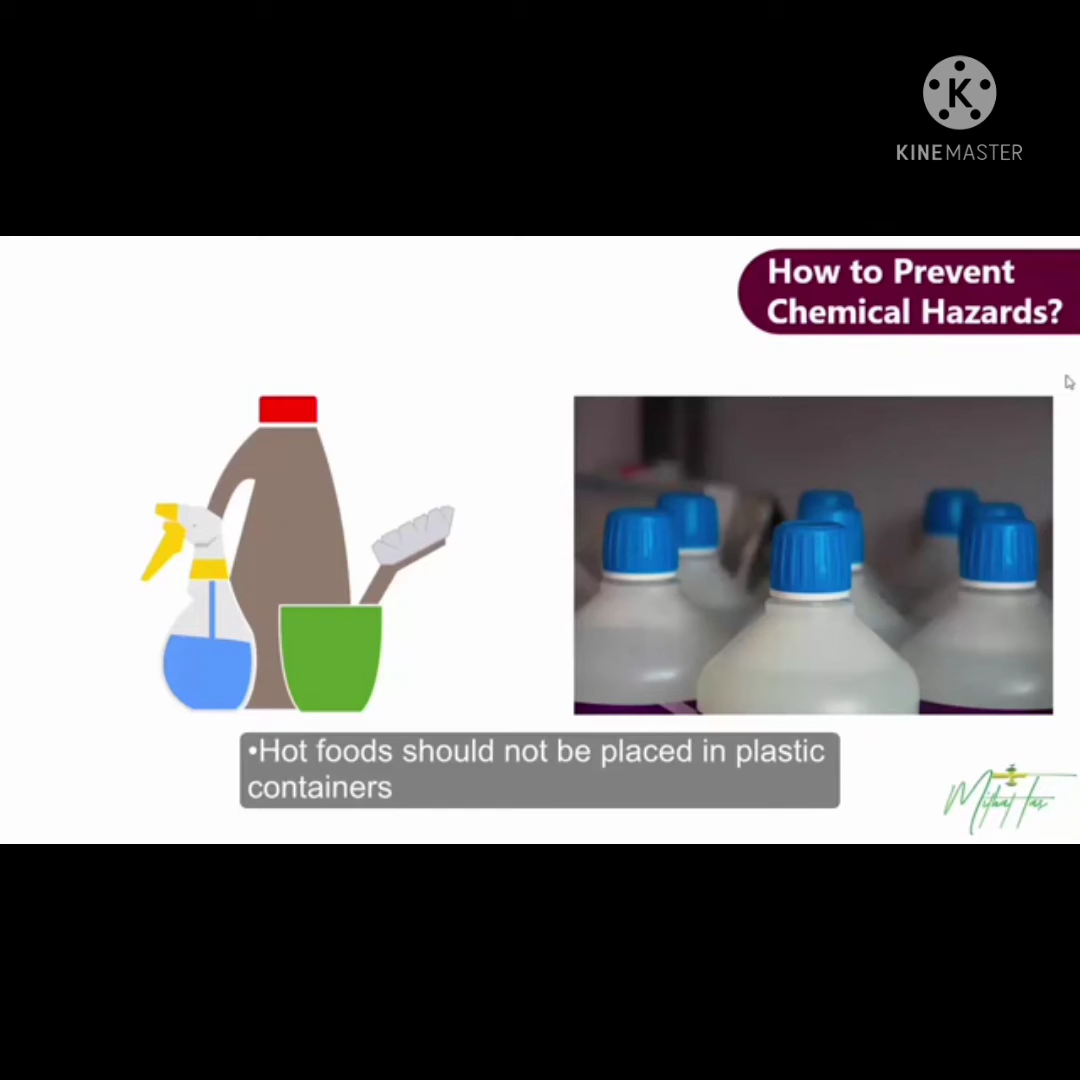 K
KINEMASTER
How to Prevent
Chemical Hazards?
•Hot foods should not be placed in plastic
containers